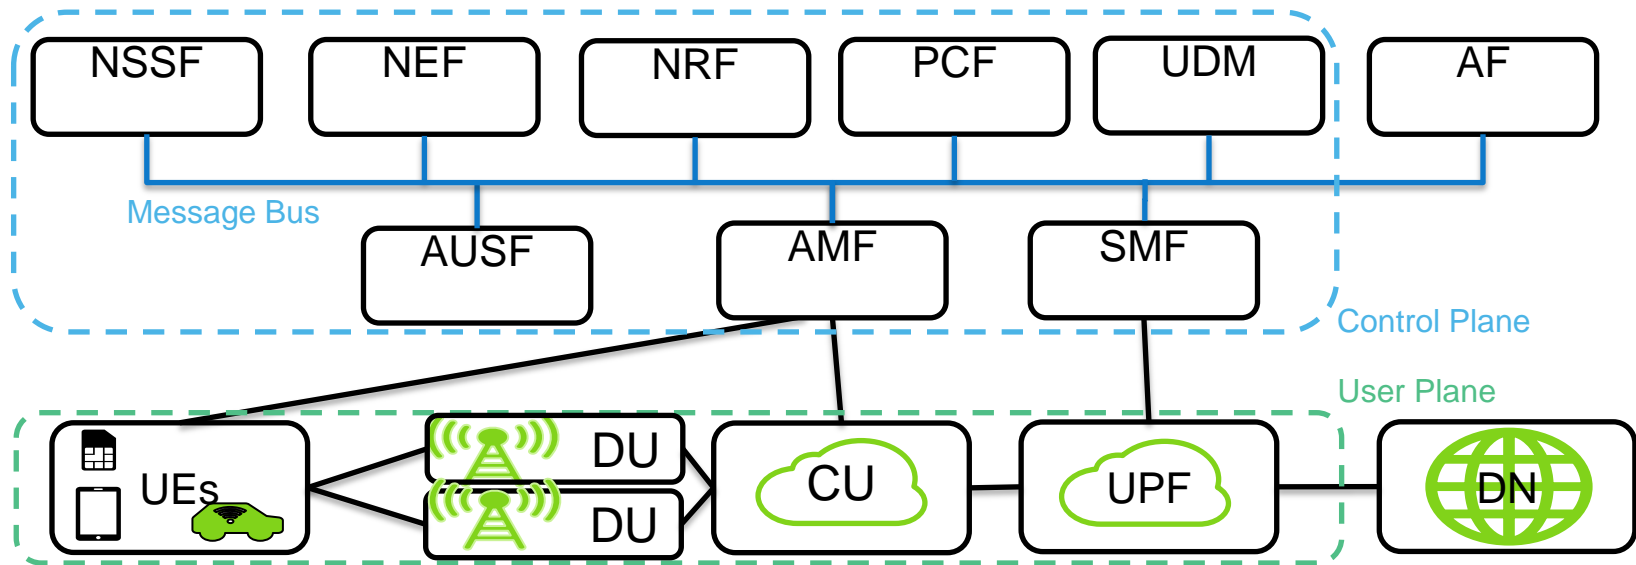 NSSF
NEF
NRF
PCF
UDM
AF
Message Bus
AUSF
AMF
SMF
Control Plane
User Plane
UEs
DU
DU
CU
UPF
DN